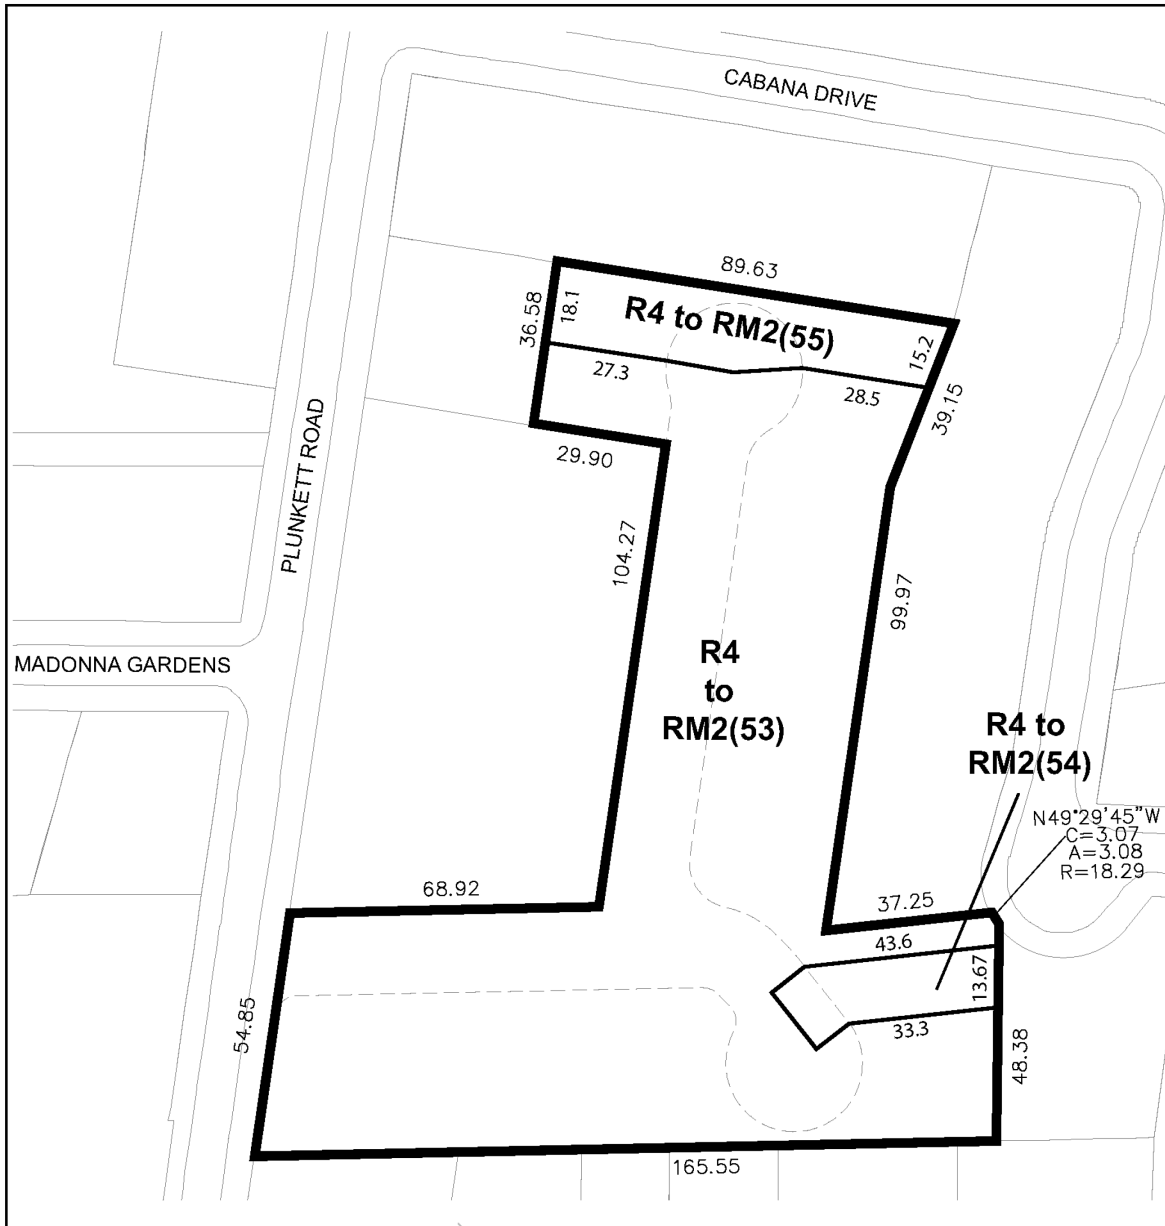 CABANA DRIVE
89.63
36.58
18.1
R4 to RM2(55)
15.2
27.3
28.5
39.15
29.90
PLUNKETT ROAD
104.27
99.97
MADONNA GARDENS
R4
to
RM2(53)
R4 to
RM2(54)
N49°29'45"W
C=3.07
A=3.08
R=18.29
68.92
37.25
43.6
13.67
33.3
54.85
48.38
165.55